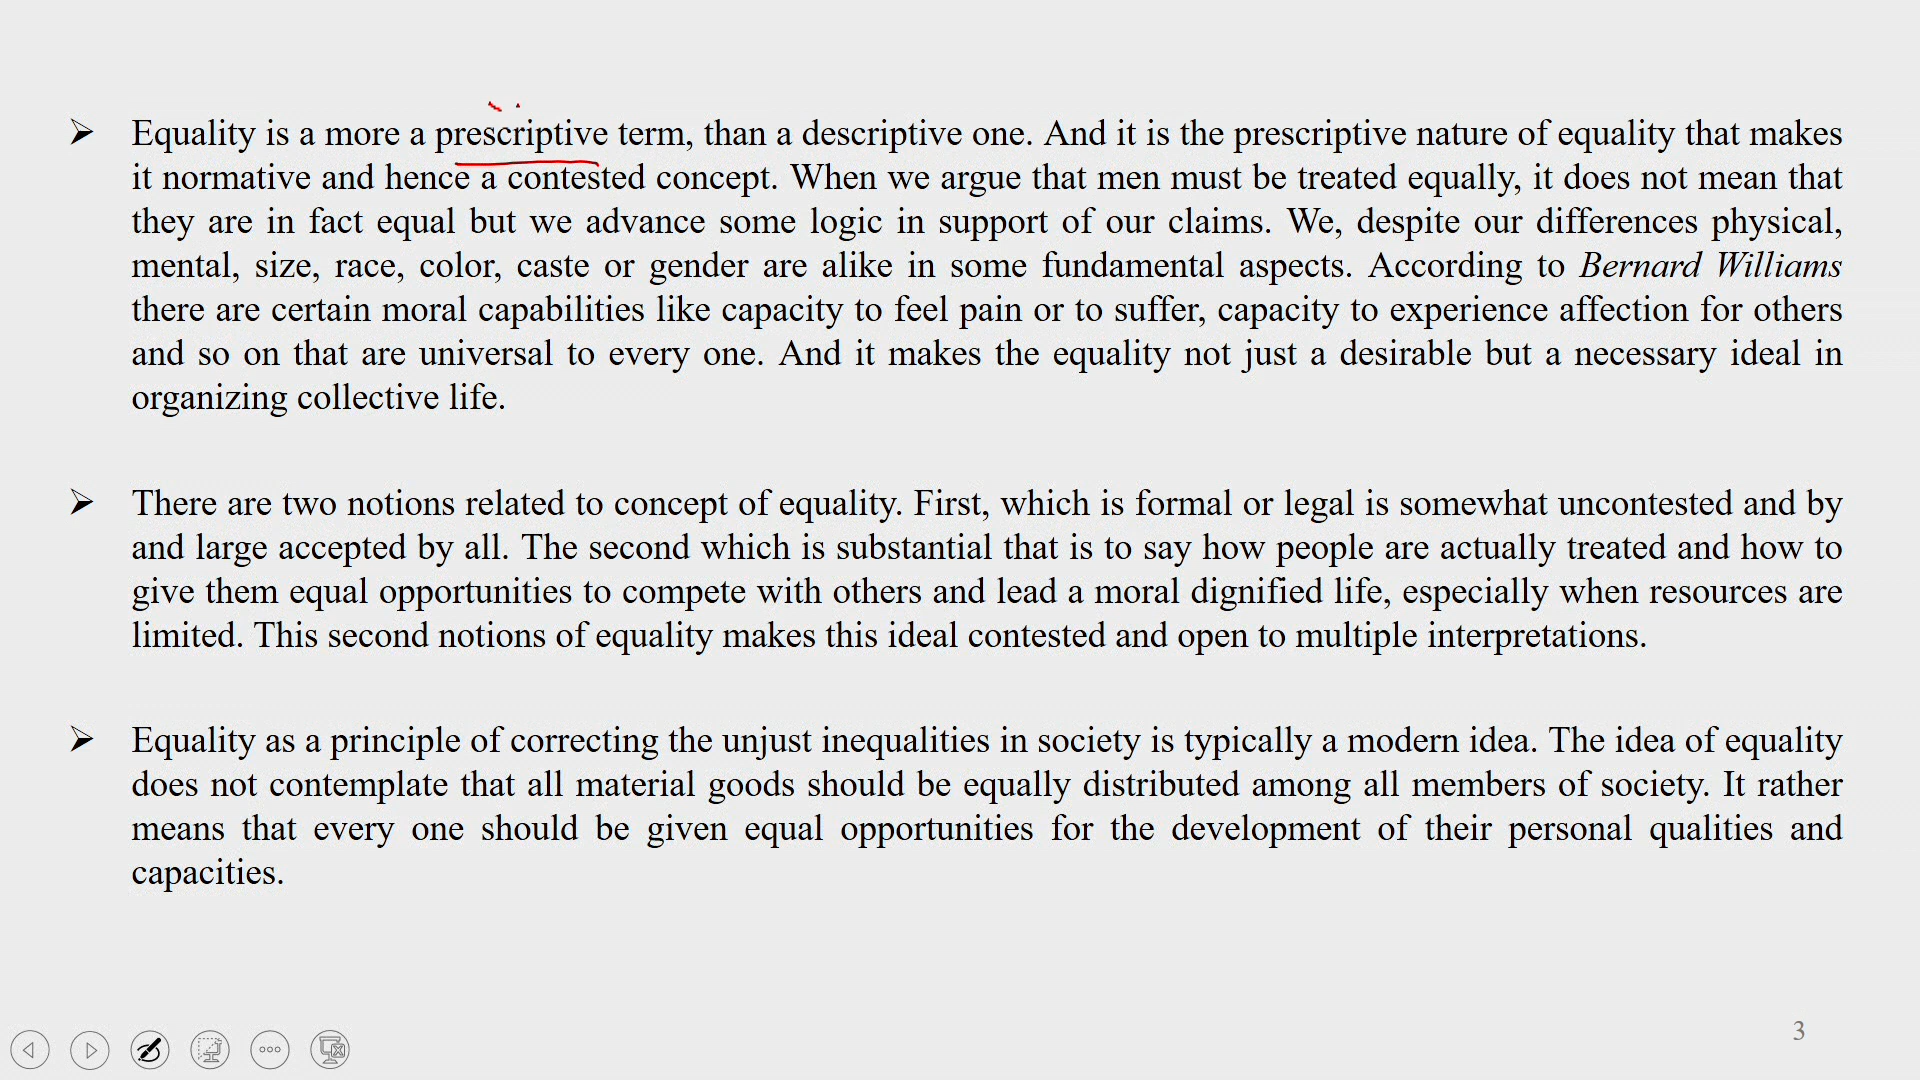 ➢ Equality is a more a prescriptive term, than a descriptive one. And it is the prescriptive nature of equality that makes
it normative and hence a contested concept. When we argue that men must be treated equally, it does not mean that
they are in fact equal but we advance some logic in support of our claims. We, despite our differences physical,
mental, size, race, color, caste or gender are alike in some fundamental aspects. According to Bernard Williams
there are certain moral capabilities like capacity to feel pain or to suffer, capacity to experience affection for others
and so on that are universal to every one. And it makes the equality not just a desirable but a necessary ideal in
organizing collective life.
➢ There are two notions related to concept of equality. First, which is formal or legal is somewhat uncontested and by
and large accepted by all. The second which is substantial that is to say how people are actually treated and how to
give them equal opportunities to compete with others and lead a moral dignified life, especially when resources are
limited. This second notions of equality makes this ideal contested and open to multiple interpretations.
➢ Equality as a principle of correcting the unjust inequalities in society is typically a modern idea. The idea of equality
does not contemplate that all material goods should be equally distributed among all members of society. It rather
means that every one should be given equal opportunities for the development of their personal qualities and
capacities.
3